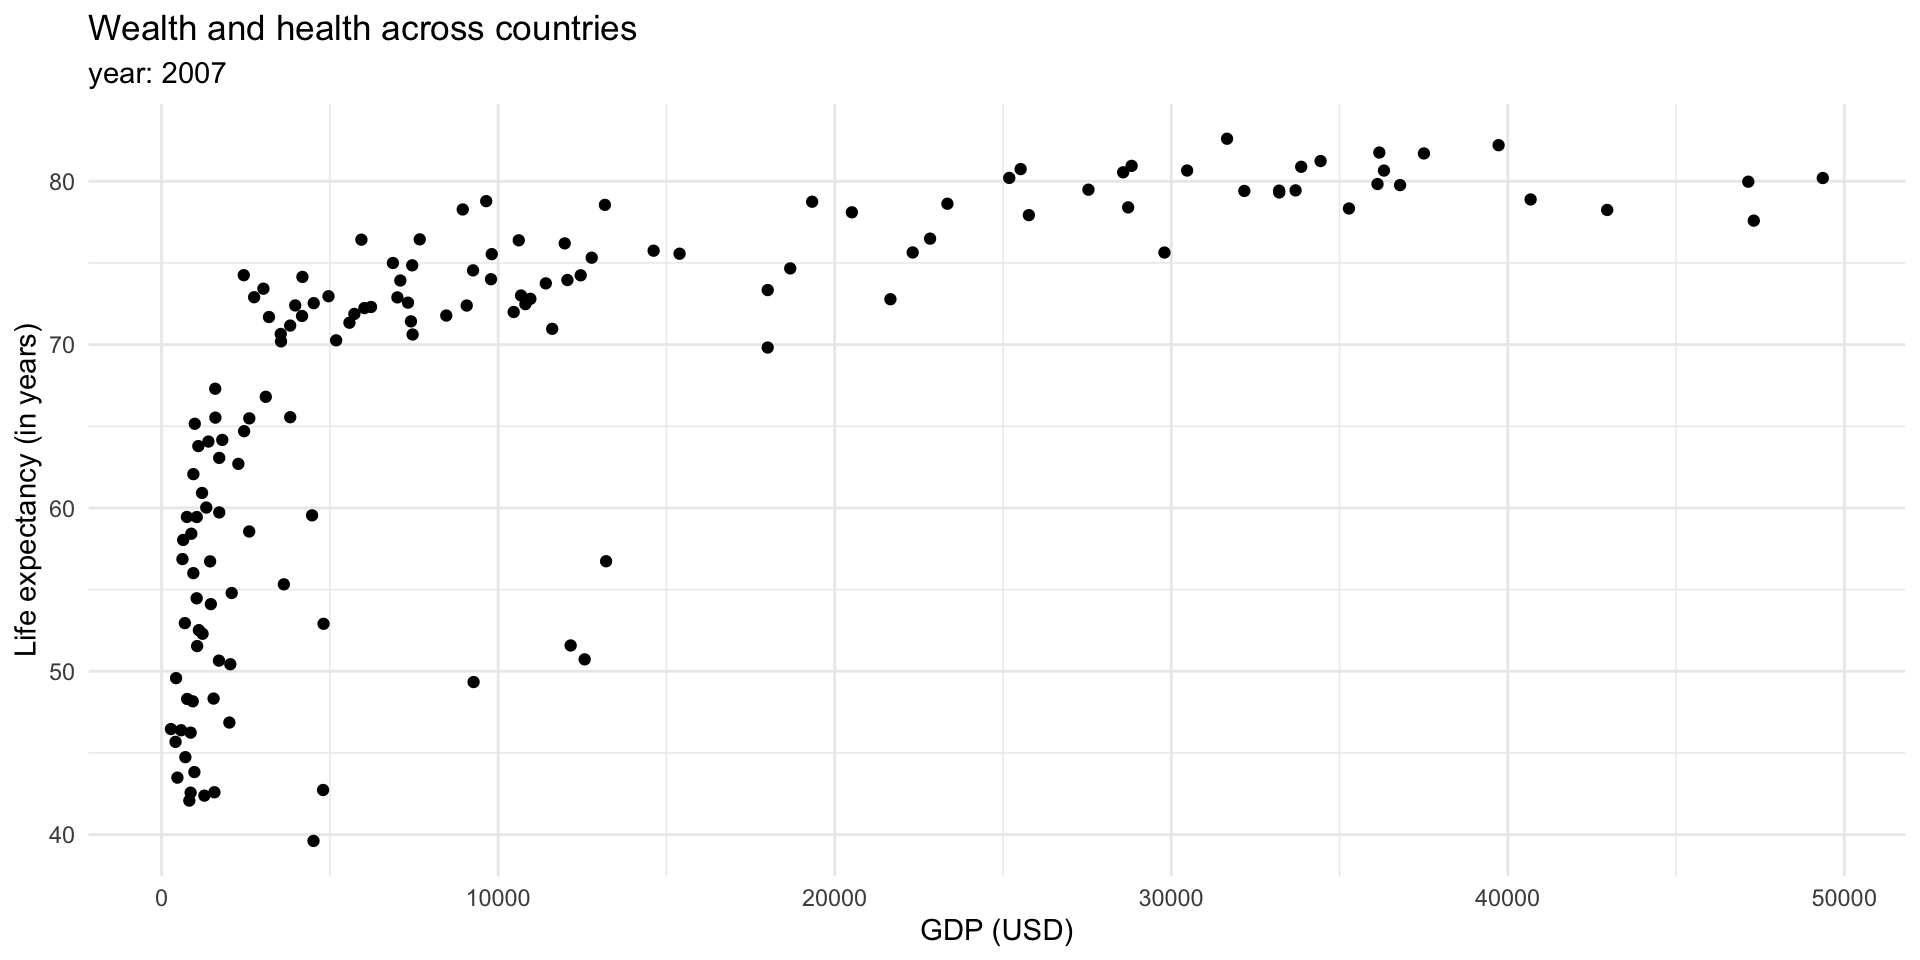 Wealth and health across countries
year: 2007
Life expectancy (in years)
80
70
60
50
40
0 10000 20000 30000 40000 50000
GDP (USD)